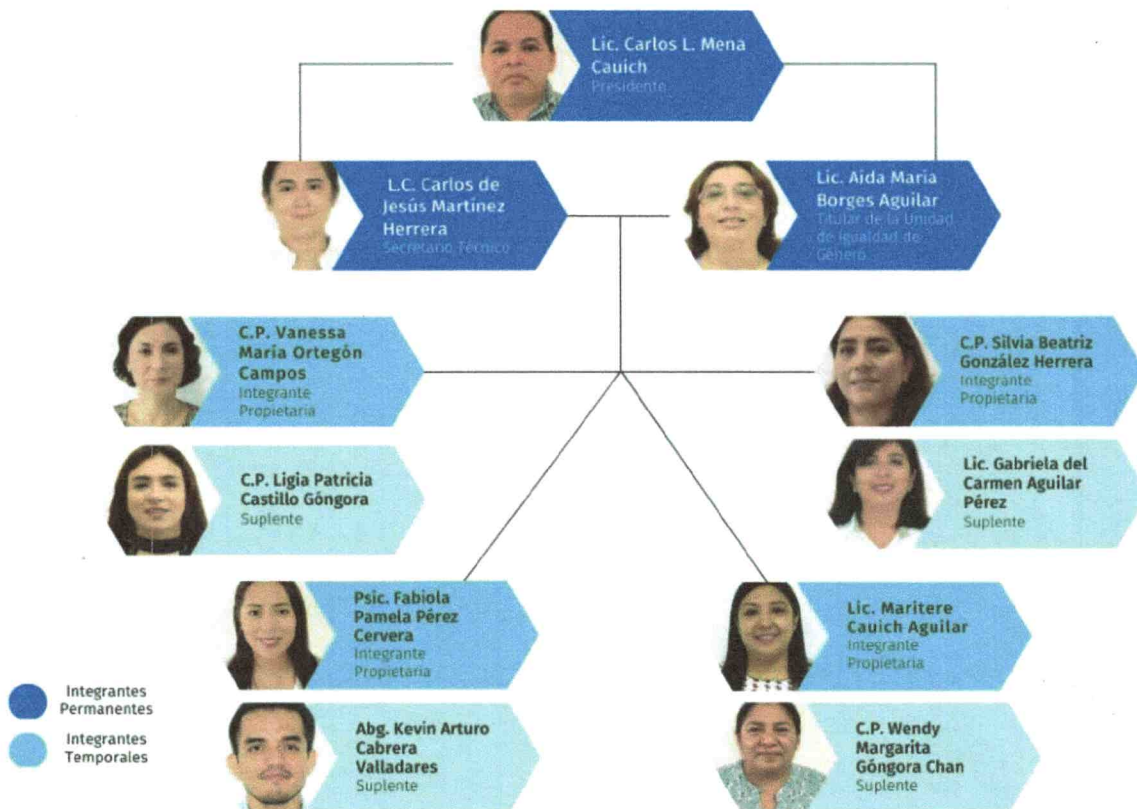 Lic. Carlos L. Mena
Cauich
Presidente
L.C. Carlos de
Jesús Martínez
Herrera
Secretario Técnico
Lic. Aida Maria
Borges Aguilar
Titular de la Unidad
de Igualdad de
Género
C.P. Vanessa
María Ortegón
Campos
Integrante
Propietaria
C.P. Silvia Beatriz
González Herrera
Integrante
Propietaria
C.P. Ligia Patricia
Castillo Góngora
Suplente
Lic. Gabriela del
Carmen Aguilar
Pérez
Suplente
Psic. Fabiola
Pamela Pérez
Cervera
Integrante
Propietaria
Lic. Maritere
Cauich Aguilar
Integrante
Propietaria
Abg. Kevin Arturo
Cabrera
Valladares
Suplente
C.P. Wendy
Margarita
Góngora Chan
Suplente
Integrantes
Permanentes
Integrantes
Temporales